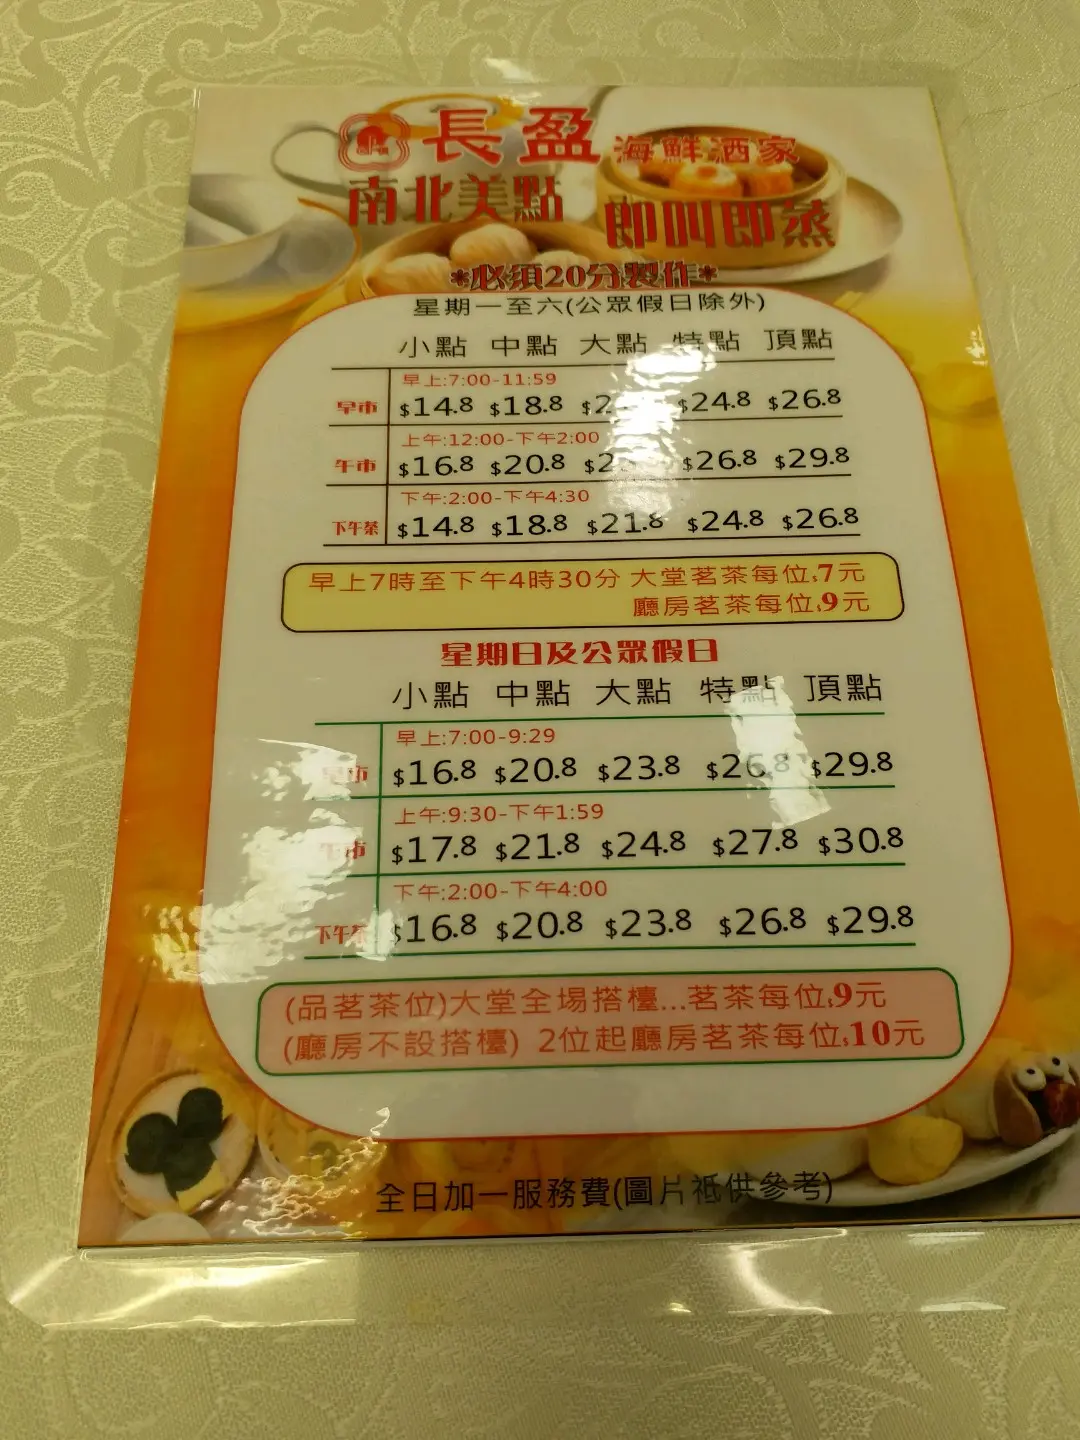 長盈 海鮮酒家
南北美點 即叫即蒸
*必須20分製作*
星期一至六(公眾假日除外)
小點 中點 大點 特點 頂點
早上:7:00-11:59
早市 $14.8 $18.8 $24.8 $26.8
上午:12:00-下午2:00
午市 $16.8 $20.8 $26.8 $29.8
下午:2:00-下午4:30
下午茶 $14.8 $18.8 $21.8 $24.8 $26.8
早上7時至下午4時30分 大堂茗茶每位$7元
廳房茗茶每位$9元
星期日及公眾假日
小點 中點 大點 特點 頂點
早上:7:00-9:29
早市 $16.8 $20.8 $23.8 $26.8 $29.8
上午:9:30-下午1:59
午市 $17.8 $21.8 $24.8 $27.8 $30.8
下午:2:00-下午4:00
下午茶 $16.8 $20.8 $23.8 $26.8 $29.8
(品茗茶位)大堂全場搭檯...茗茶每位$9元
(廳房不設搭檯) 2位起廳房茗茶每位$10元
全日加一服務費(圖片祗供參考)